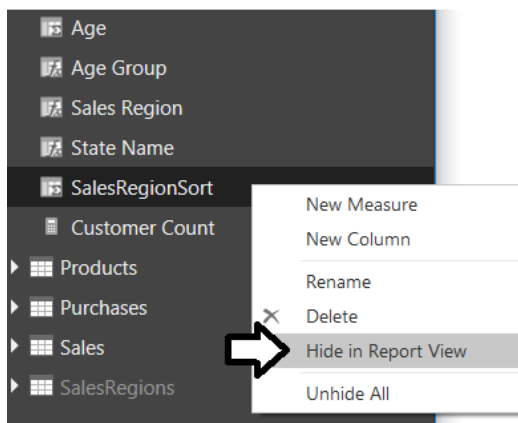 Age
Age Group
Sales Region
State Name
SalesRegionSort
Customer Count
Products
Purchases
Sales
SalesRegions
New Measure
New Column
Rename
Delete
Hide in Report View
Unhide All